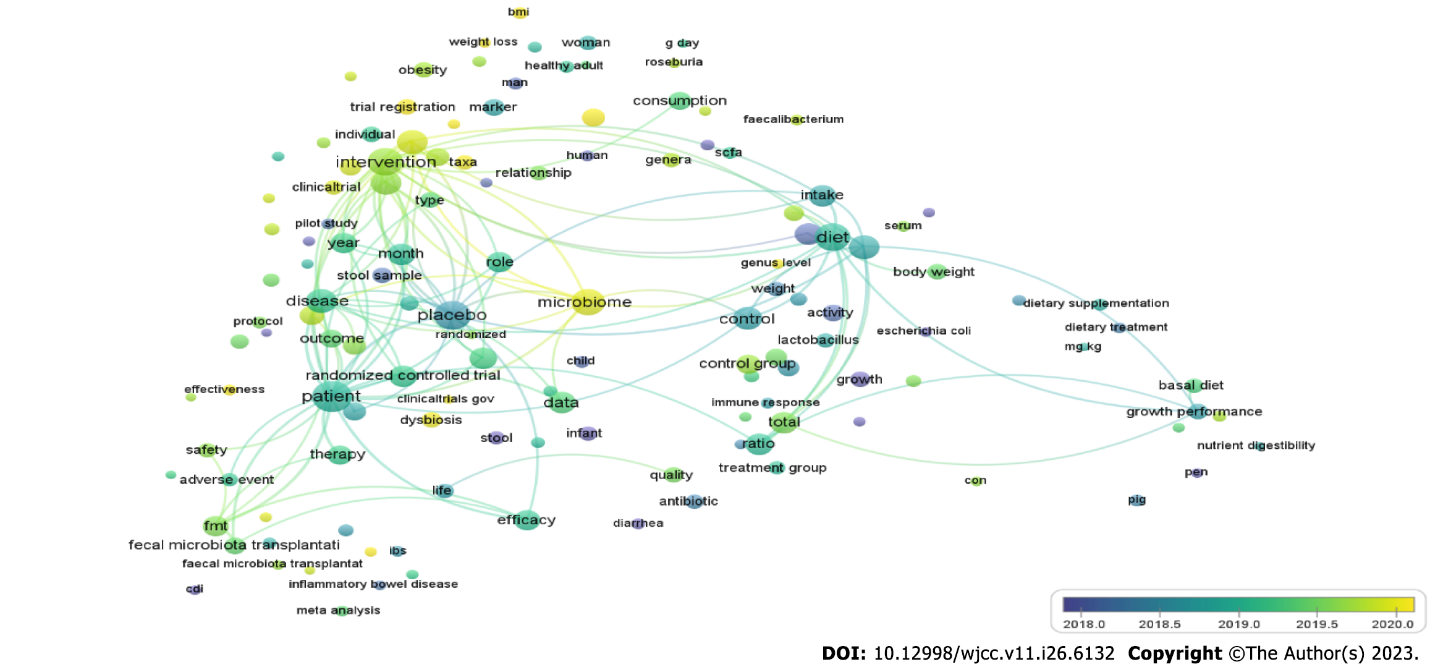 bmi
weight loss
woman
g day
obesity
healthy adult
roseburia
man
trial registration
marker
consumption
faecalibacterium
individual
intervention
taxa
human
genera
scfa
relationship
clinicaltrial
type
intake
pilot study
serum
year
month
diet
role
genus level
stool sample
body weight
weight
disease
placebo
microbiome
dietary supplementation
control
activity
protocol
randomized
escherichia coli
dietary treatment
outcome
lactobacillus
mg kg
child
control group
randomized controlled trial
growth
basal diet
effectiveness
patient
clinicaltrials gov
data
immune response
growth performance
dysbiosis
total
stool
infant
ratio
nutrient digestibility
safety
therapy
treatment group
adverse event
quality
con
pen
life
antibiotic
pig
fmt
efficacy
diarrhea
fecal microbiota transplantati
ibs
faecal microbiota transplantat
cdi
inflammatory bowel disease
meta analysis
2018.0 2018.5 2019.0 2019.5 2020.0
DOI: 10.12998/wjcc.v11.i26.6132 Copyright ©The Author(s) 2023.